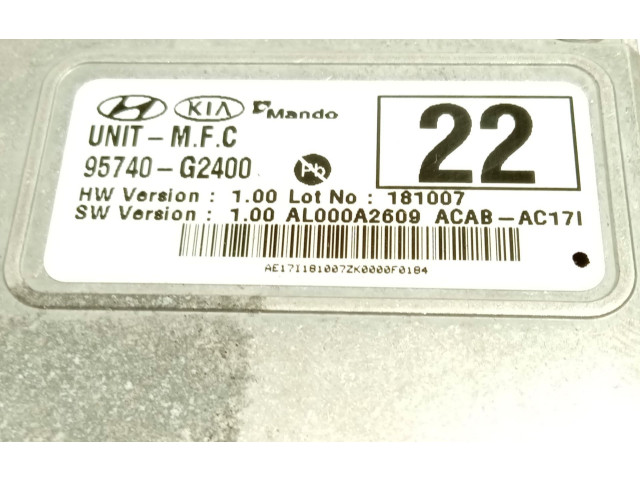 KIA Mando
UNIT-M.F.C
95740-G2400 Pb
22
HW Version : 1.00 Lot No : 181007
SW Version : 1.00 AL000A2609 ACAB-AC17I
AE17I181007ZK0000F0184